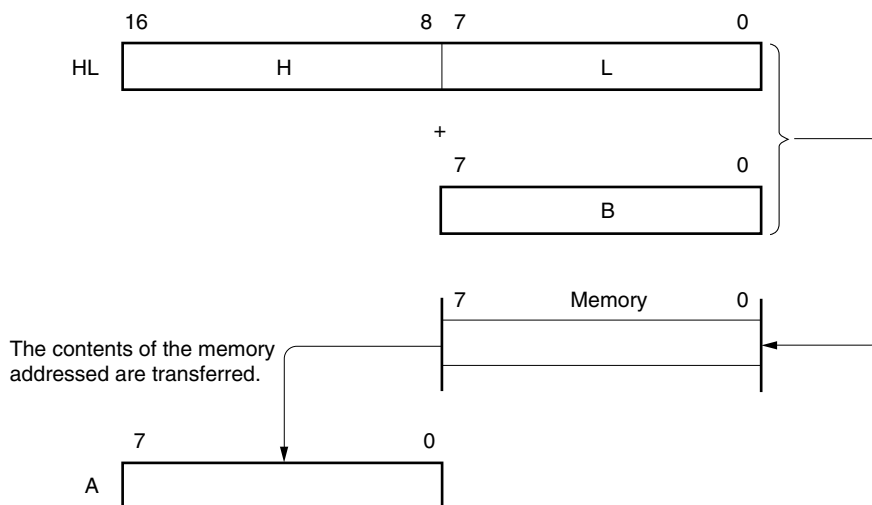 16 8 7 0
HL H L
+
7 0
B
7 Memory 0
The contents of the memory
addressed are transferred.
7 0
A